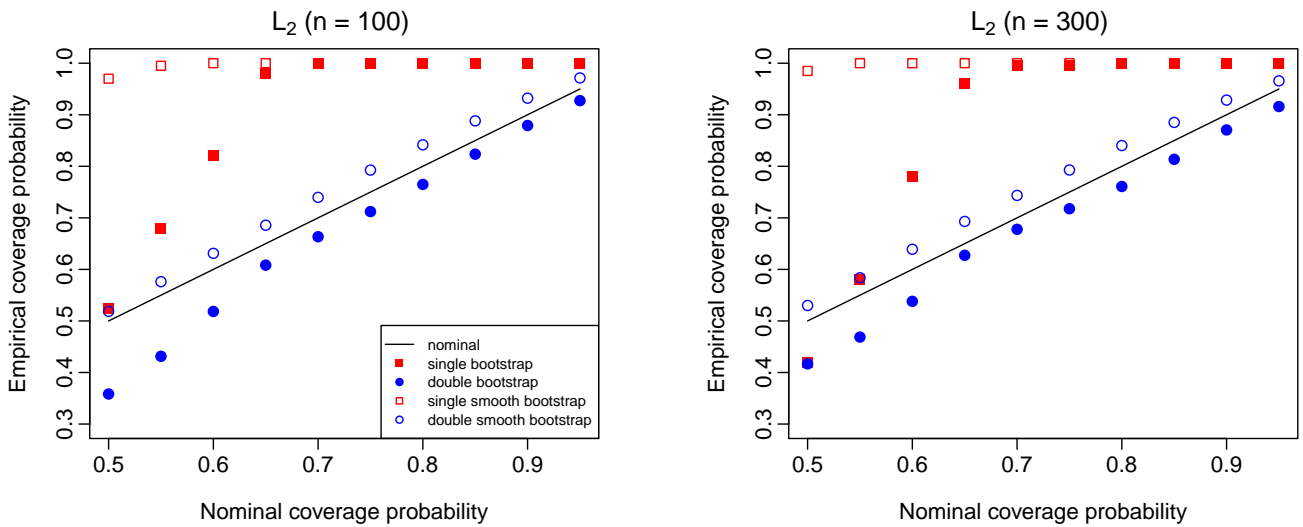 L₂ (n = 100)
Empirical coverage probability
1.0
0.9
0.8
0.7
0.6
0.5
0.4
0.3
nominal
single bootstrap
double bootstrap
single smooth bootstrap
double smooth bootstrap
0.5 0.6 0.7 0.8 0.9
Nominal coverage probability
L₂ (n = 300)
Empirical coverage probability
1.0
0.9
0.8
0.7
0.6
0.5
0.4
0.3
0.5 0.6 0.7 0.8 0.9
Nominal coverage probability